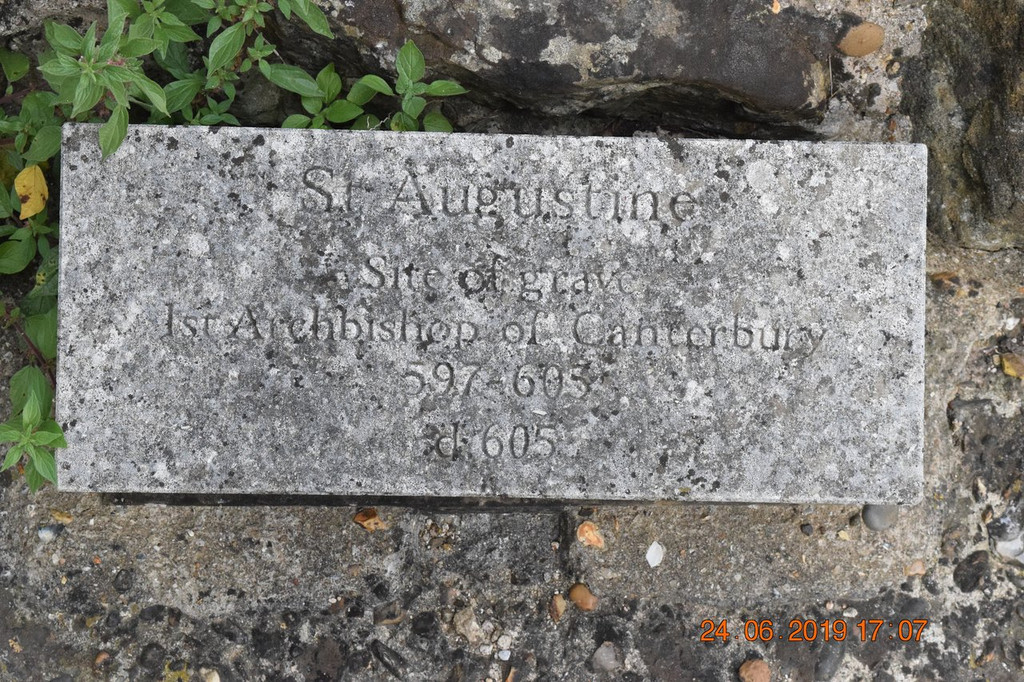 St Augustine
Site of grave
1st Archbishop of Canterbury
597-605
d.605
24.06.2019 17:07